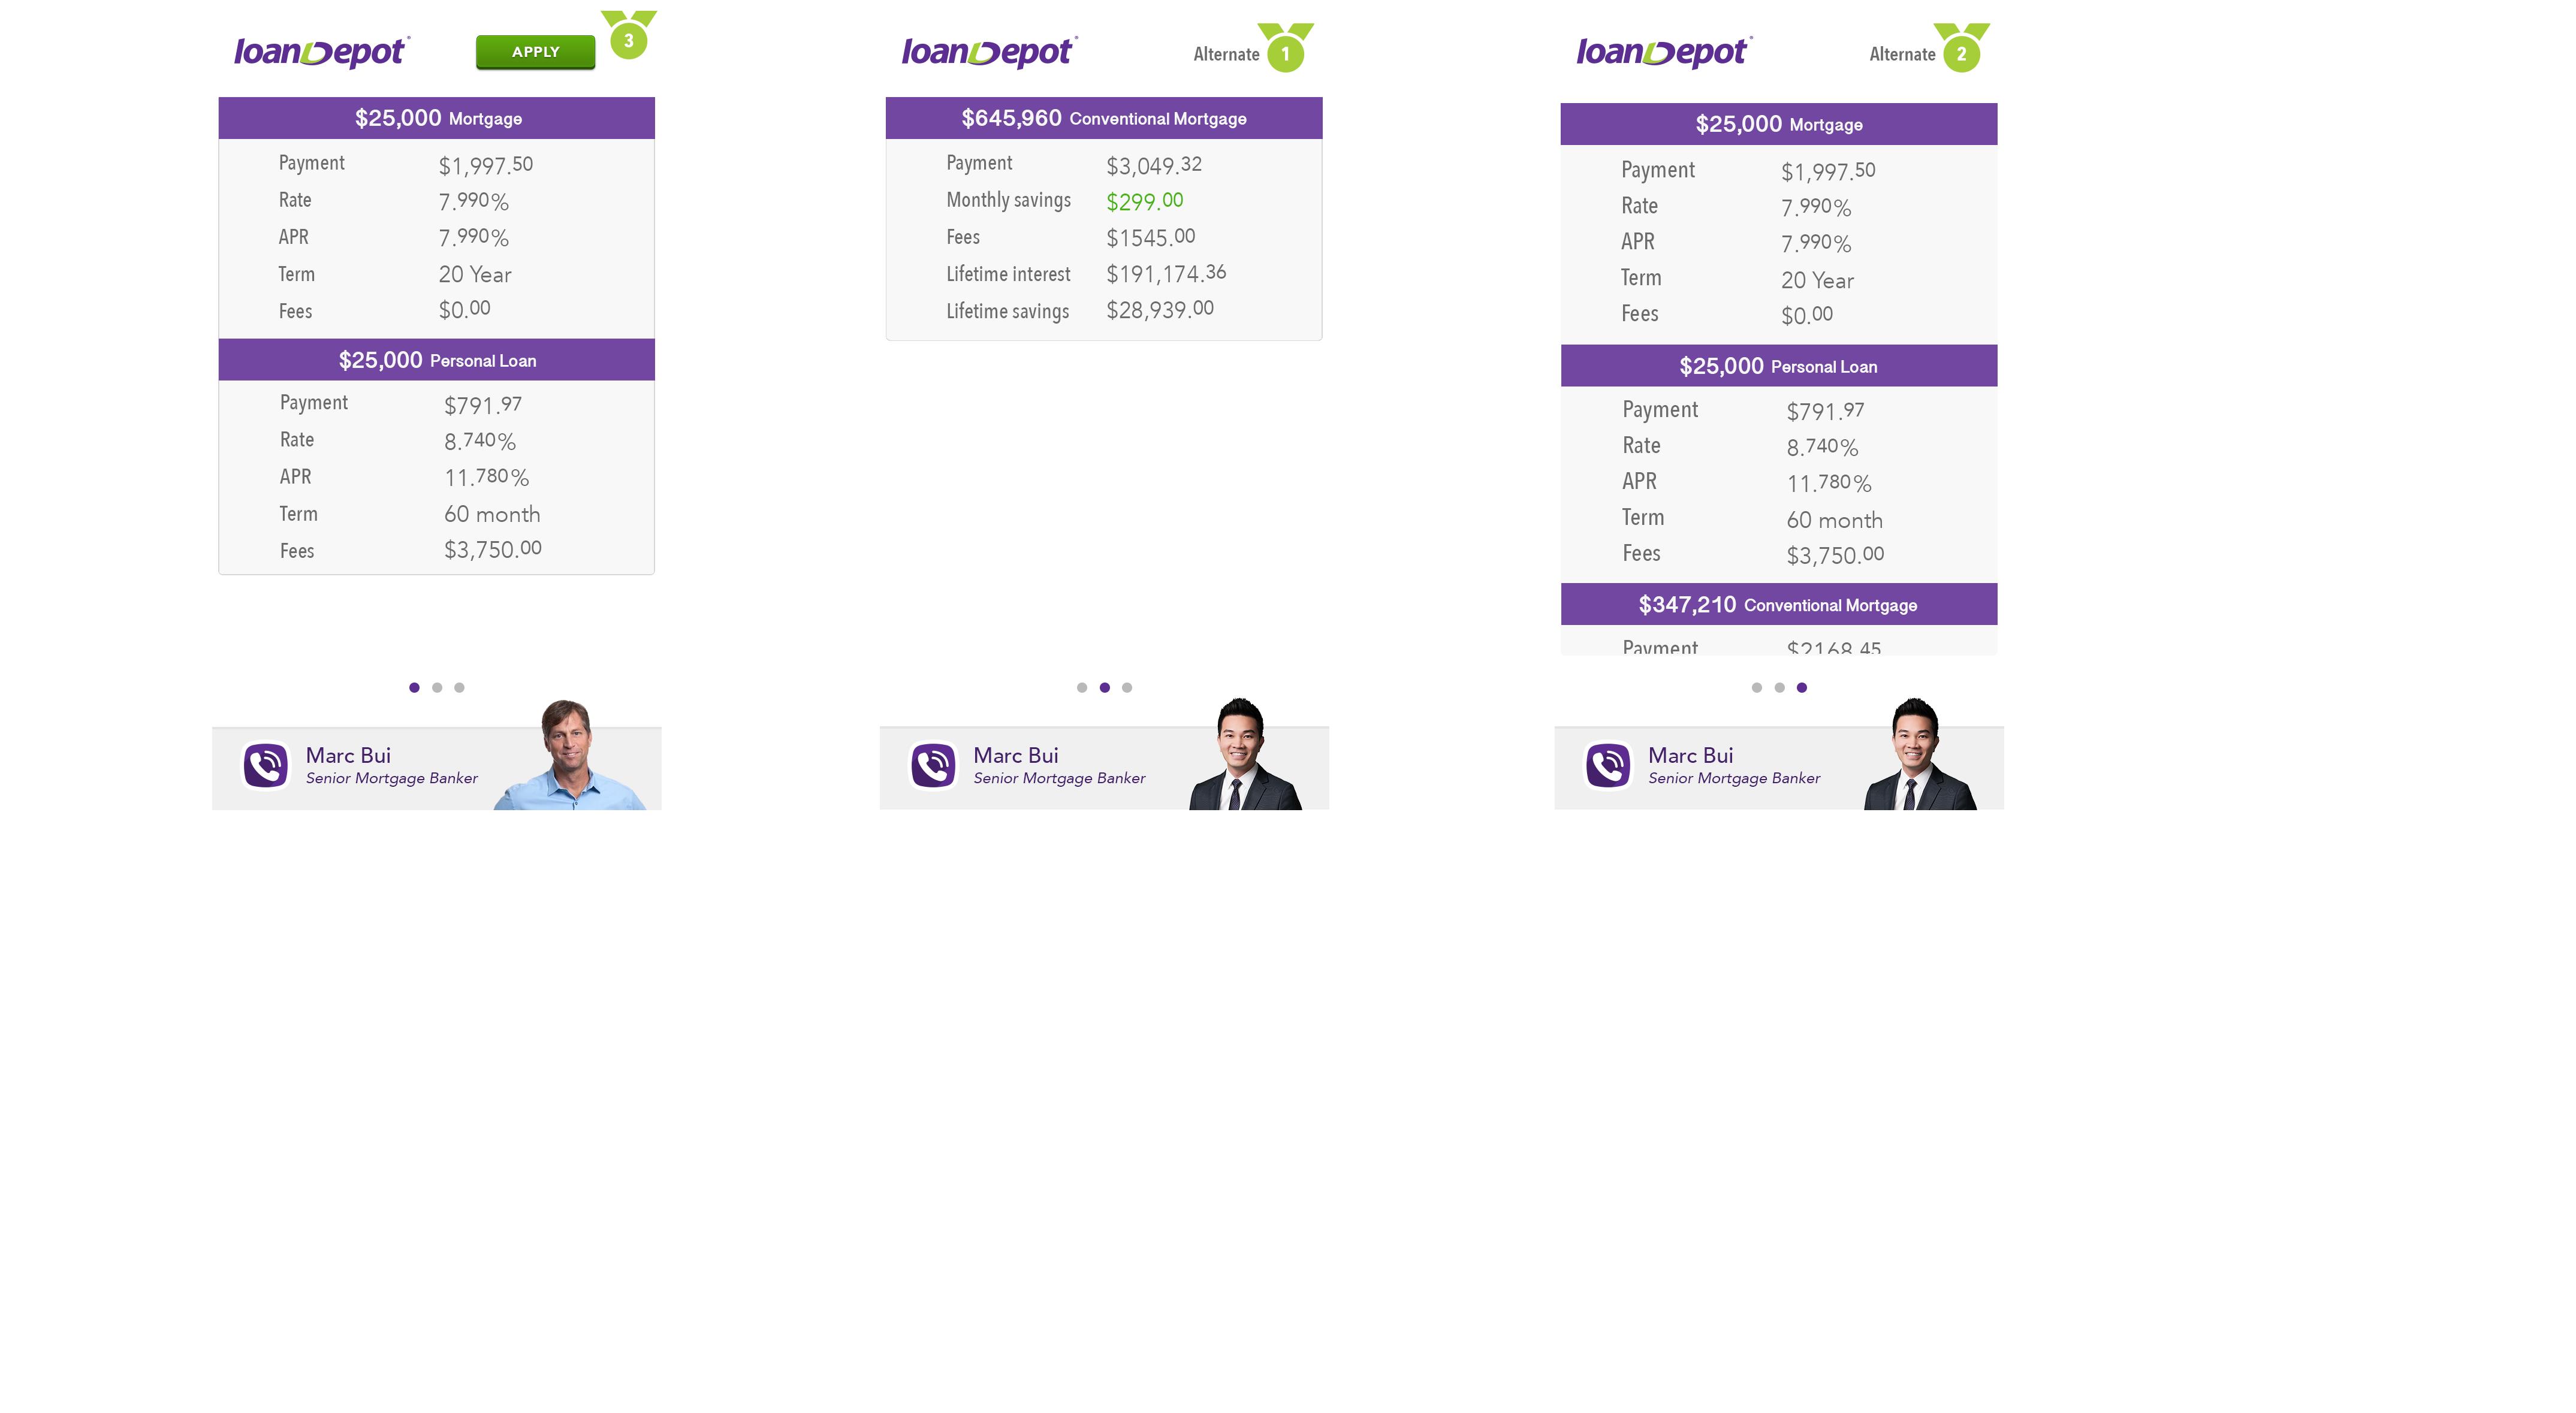 loanDepot
APPLY
3
$25,000 Mortgage
Payment $1,997.50
Rate 7.990%
APR 7.990%
Term 20 Year
Fees $0.00
$25,000 Personal Loan
Payment $791.97
Rate 8.740%
APR 11.780%
Term 60 month
Fees $3,750.00
Marc Bui
Senior Mortgage Banker
loanDepot
Alternate 1
$645,960 Conventional Mortgage
Payment $3,049.32
Monthly savings $299.00
Fees $1545.00
Lifetime interest $191,174.36
Lifetime savings $28,939.00
Marc Bui
Senior Mortgage Banker
loanDepot
Alternate 2
$25,000 Mortgage
Payment $1,997.50
Rate 7.990%
APR 7.990%
Term 20 Year
Fees $0.00
$25,000 Personal Loan
Payment $791.97
Rate 8.740%
APR 11.780%
Term 60 month
Fees $3,750.00
$347,210 Conventional Mortgage
Payment $2168.45
Marc Bui
Senior Mortgage Banker